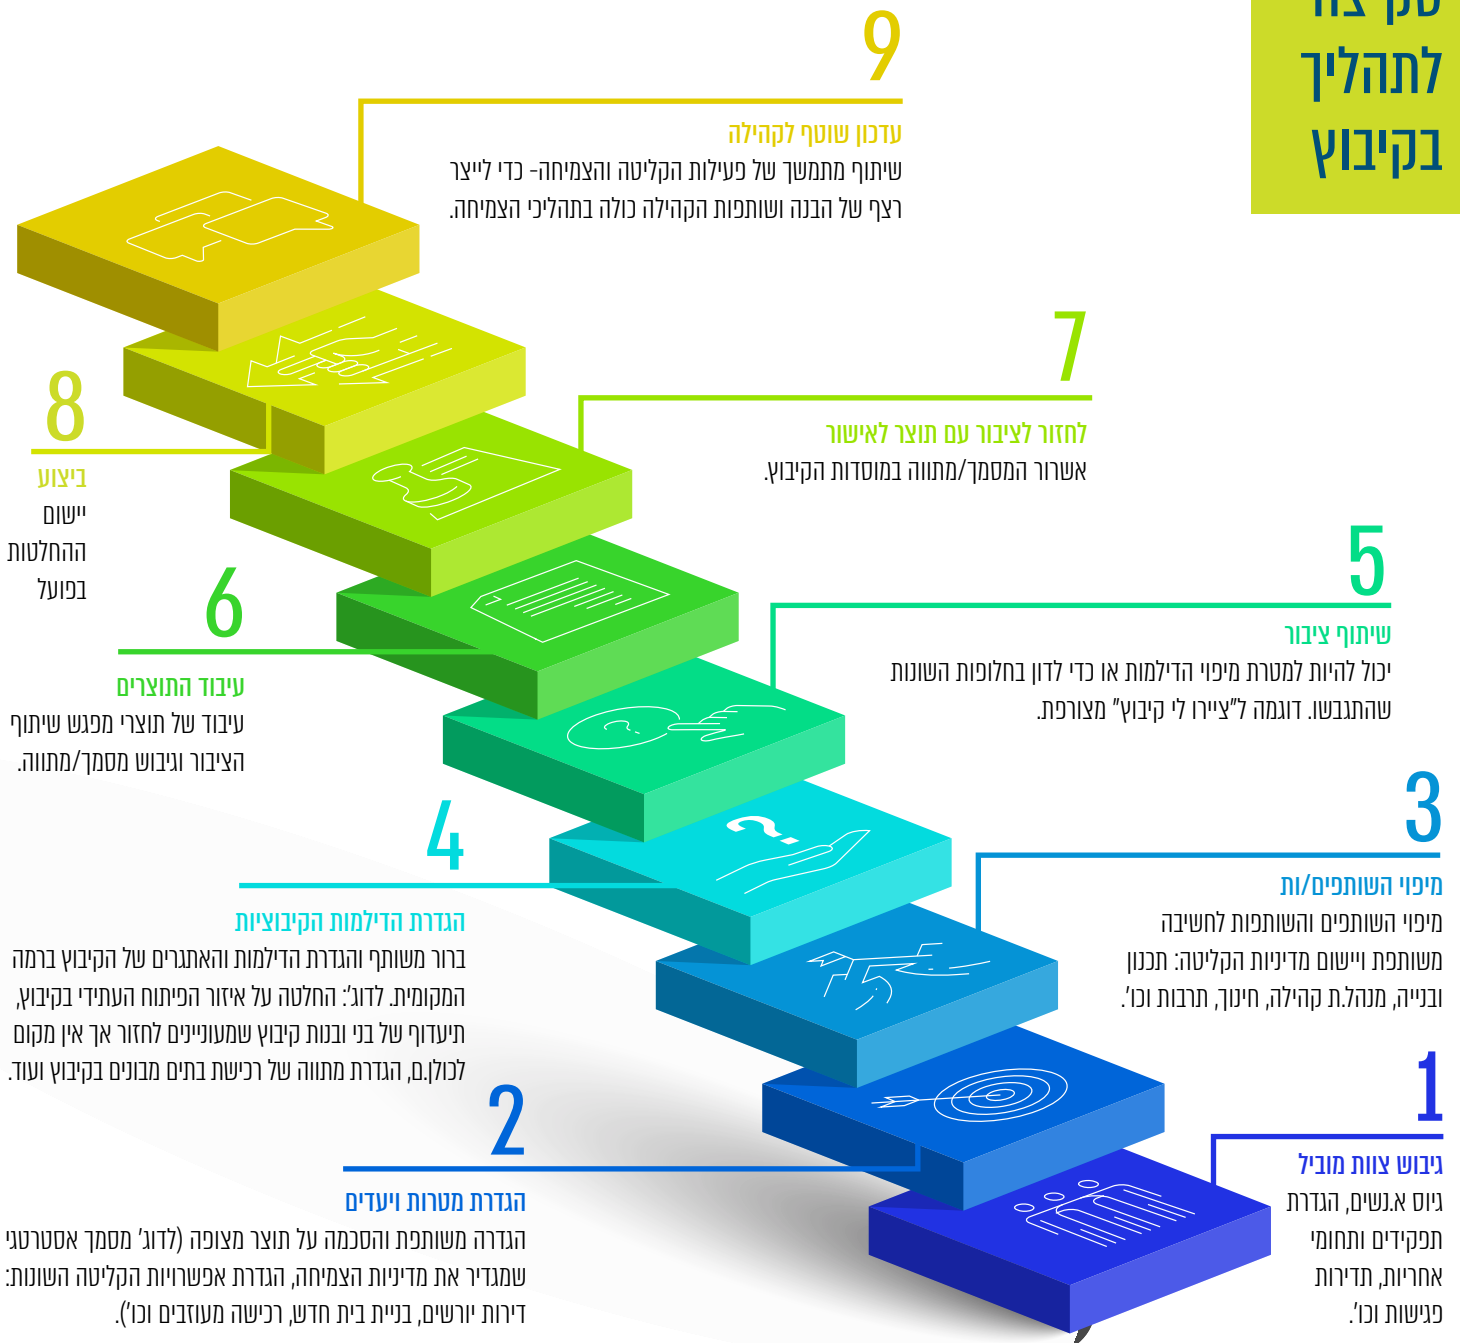 לתהליך
בקיבוץ
9
עדכון שוטף לקהילה
שיתוף מתמשך של פעילות הקליטה והצמיחה- כדי לייצר
רצף של הבנה ושותפות הקהילה כולה בתהליכי הצמיחה.
8
ביצוע
יישום
ההחלטות
בפועל
7
לחזור לציבור עם תוצר לאישור
אשרור המסמך/מתווה במוסדות הקיבוץ.
6
עיבוד התוצרים
עיבוד של תוצרי מפגש שיתוף
הציבור וגיבוש מסמך/מתווה.
5
שיתוף ציבור
יכול להיות למטרת מיפוי הדילמות או כדי לדון בחלופות השונות
שהתגבשו. דוגמה ל"ציירו לי קיבוץ" מצורפת.
4
הגדרת הדילמות הקיבוציות
ברור משותף והגדרת הדילמות והאתגרים של הקיבוץ ברמה
המקומית. לדוג': החלטה על איזור הפיתוח העתידי בקיבוץ,
תיעדוף של בני ובנות קיבוץ שמעוניינים לחזור אך אין מקום
לכולן.ם, הגדרת מתווה של רכישת בתים מבונים בקיבוץ ועוד.
3
מיפוי השותפים/ות
מיפוי השותפים והשותפות לחשיבה
משותפת ויישום מדיניות הקליטה: תכנון
ובנייה, מנהל.ת קהילה, חינוך, תרבות וכו'.
2
הגדרת מטרות ויעדים
הגדרה משותפת והסכמה על תוצר מצופה (לדוג' מסמך אסטרטגי
שמגדיר את מדיניות הצמיחה, הגדרת אפשרויות הקליטה השונות:
דירות יורשים, בניית בית חדש, רכישה מעוזבים וכו').
1
גיבוש צוות מוביל
גיוס א.נשים, הגדרת
תפקידים ותחומי
אחריות, תדירות
פגישות וכו'.